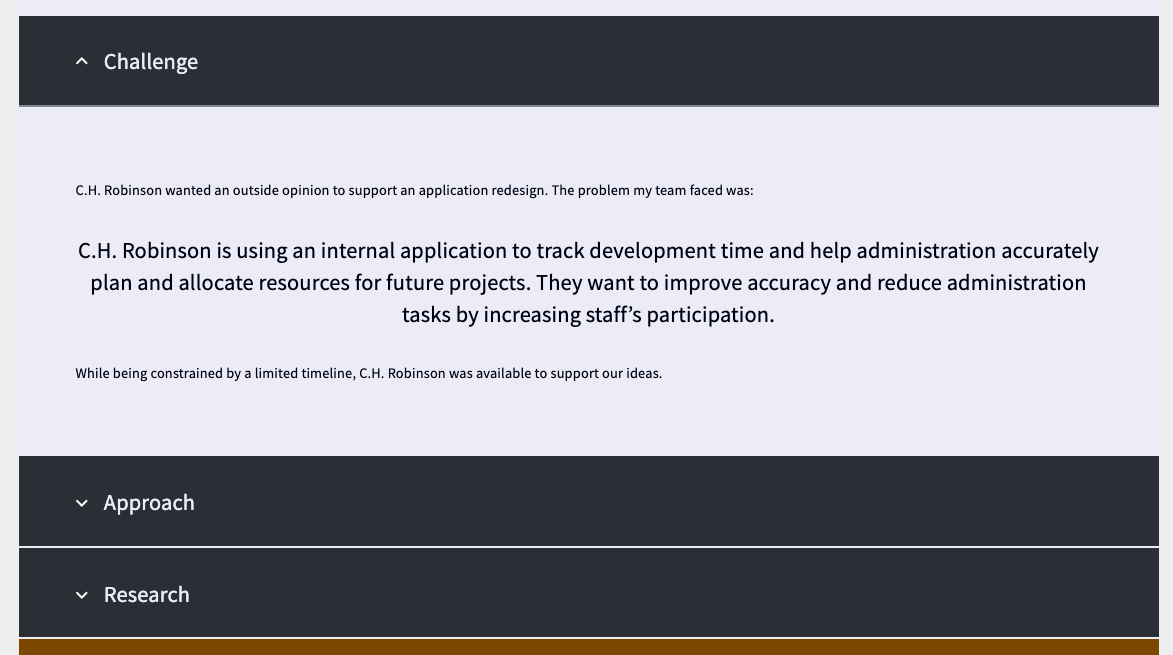 Challenge
C.H. Robinson wanted an outside opinion to support an application redesign. The problem my team faced was:
C.H. Robinson is using an internal application to track development time and help administration accurately
plan and allocate resources for future projects. They want to improve accuracy and reduce administration
tasks by increasing staff’s participation.
While being constrained by a limited timeline, C.H. Robinson was available to support our ideas.
Approach
Research